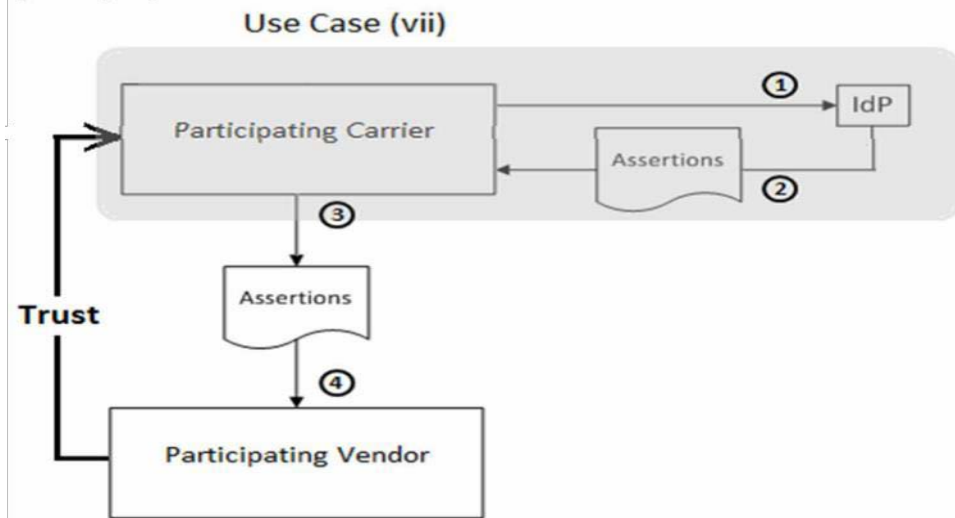 Use Case (vii)
1
IdP
Participating Carrier
Assertions
2
3
Assertions
Trust
4
Participating Vendor